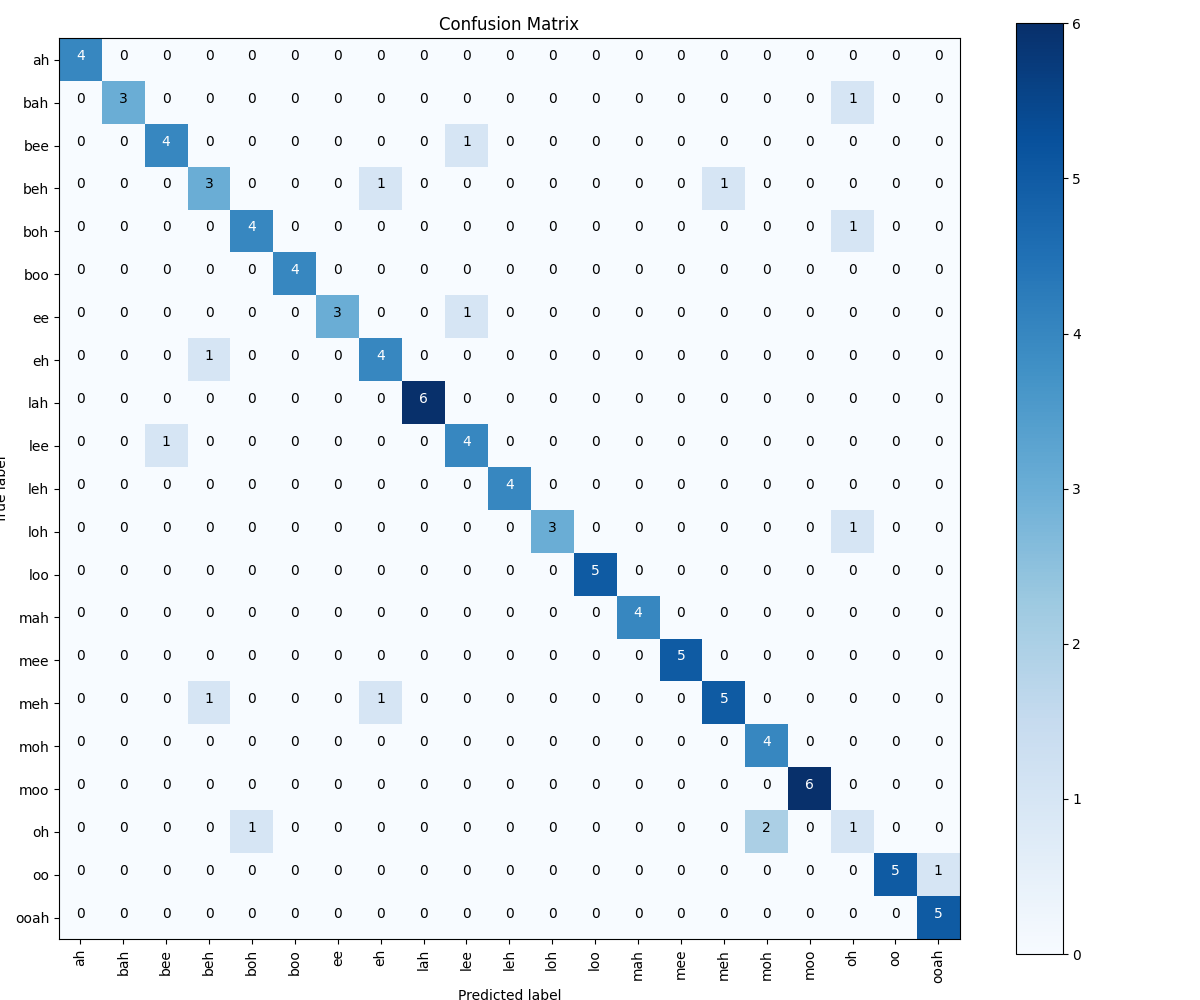 Confusion Matrix
ah 4 0 0 0 0 0 0 0 0 0 0 0 0 0 0 0 0 0 0 0 0
bah 0 3 0 0 0 0 0 0 0 0 0 0 0 0 0 0 0 0 1 0 0
bee 0 0 4 0 0 0 0 0 0 1 0 0 0 0 0 0 0 0 0 0 0
beh 0 0 0 3 0 0 0 1 0 0 0 0 0 0 0 1 0 0 0 0 0
boh 0 0 0 0 4 0 0 0 0 0 0 0 0 0 0 0 0 0 1 0 0
boo 0 0 0 0 0 4 0 0 0 0 0 0 0 0 0 0 0 0 0 0 0
ee 0 0 0 0 0 0 3 0 0 1 0 0 0 0 0 0 0 0 0 0 0
eh 0 0 0 1 0 0 0 4 0 0 0 0 0 0 0 0 0 0 0 0 0
lah 0 0 0 0 0 0 0 0 6 0 0 0 0 0 0 0 0 0 0 0 0
lee 0 0 1 0 0 0 0 0 0 4 0 0 0 0 0 0 0 0 0 0 0
leh 0 0 0 0 0 0 0 0 0 0 4 0 0 0 0 0 0 0 0 0 0
loh 0 0 0 0 0 0 0 0 0 0 0 3 0 0 0 0 0 0 1 0 0
loo 0 0 0 0 0 0 0 0 0 0 0 0 5 0 0 0 0 0 0 0 0
mah 0 0 0 0 0 0 0 0 0 0 0 0 0 4 0 0 0 0 0 0 0
mee 0 0 0 0 0 0 0 0 0 0 0 0 0 0 5 0 0 0 0 0 0
meh 0 0 0 1 0 0 0 1 0 0 0 0 0 0 0 5 0 0 0 0 0
moh 0 0 0 0 0 0 0 0 0 0 0 0 0 0 0 0 4 0 0 0 0
moo 0 0 0 0 0 0 0 0 0 0 0 0 0 0 0 0 0 6 0 0 0
oh 0 0 0 0 1 0 0 0 0 0 0 0 0 0 0 0 2 0 1 0 0
oo 0 0 0 0 0 0 0 0 0 0 0 0 0 0 0 0 0 0 0 5 1
ooah 0 0 0 0 0 0 0 0 0 0 0 0 0 0 0 0 0 0 0 0 5
ah bah bee beh boh boo ee eh lah lee leh loh loo mah mee meh moh moo oh oo ooah
Predicted label
6
5
4
3
2
1
0